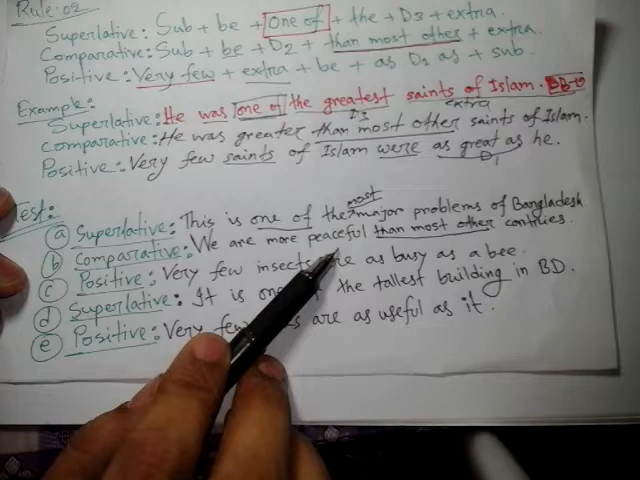 Rule: 02
Superlative: Sub + be + One of + the + D3 + extra.
Comparative: Sub + be + D2 + than most other + extra.
Positive: Very few + extra + be + as D1 as + sub.
Example:
Superlative: He was one of the greatest saints of Islam.
D3 extra
Comparative: He was greater than most other saints of Islam.
Positive: Very few saints of Islam were as great as he.
D1
Test:
most
a Superlative: This is one of the major problems of Bangladesh
b Comparative: We are more peaceful than most other contries.
c Positive: Very few insects are as busy as a bee.
d Superlative: It is one of the tallest building in BD.
e Positive: Very few are as useful as it.